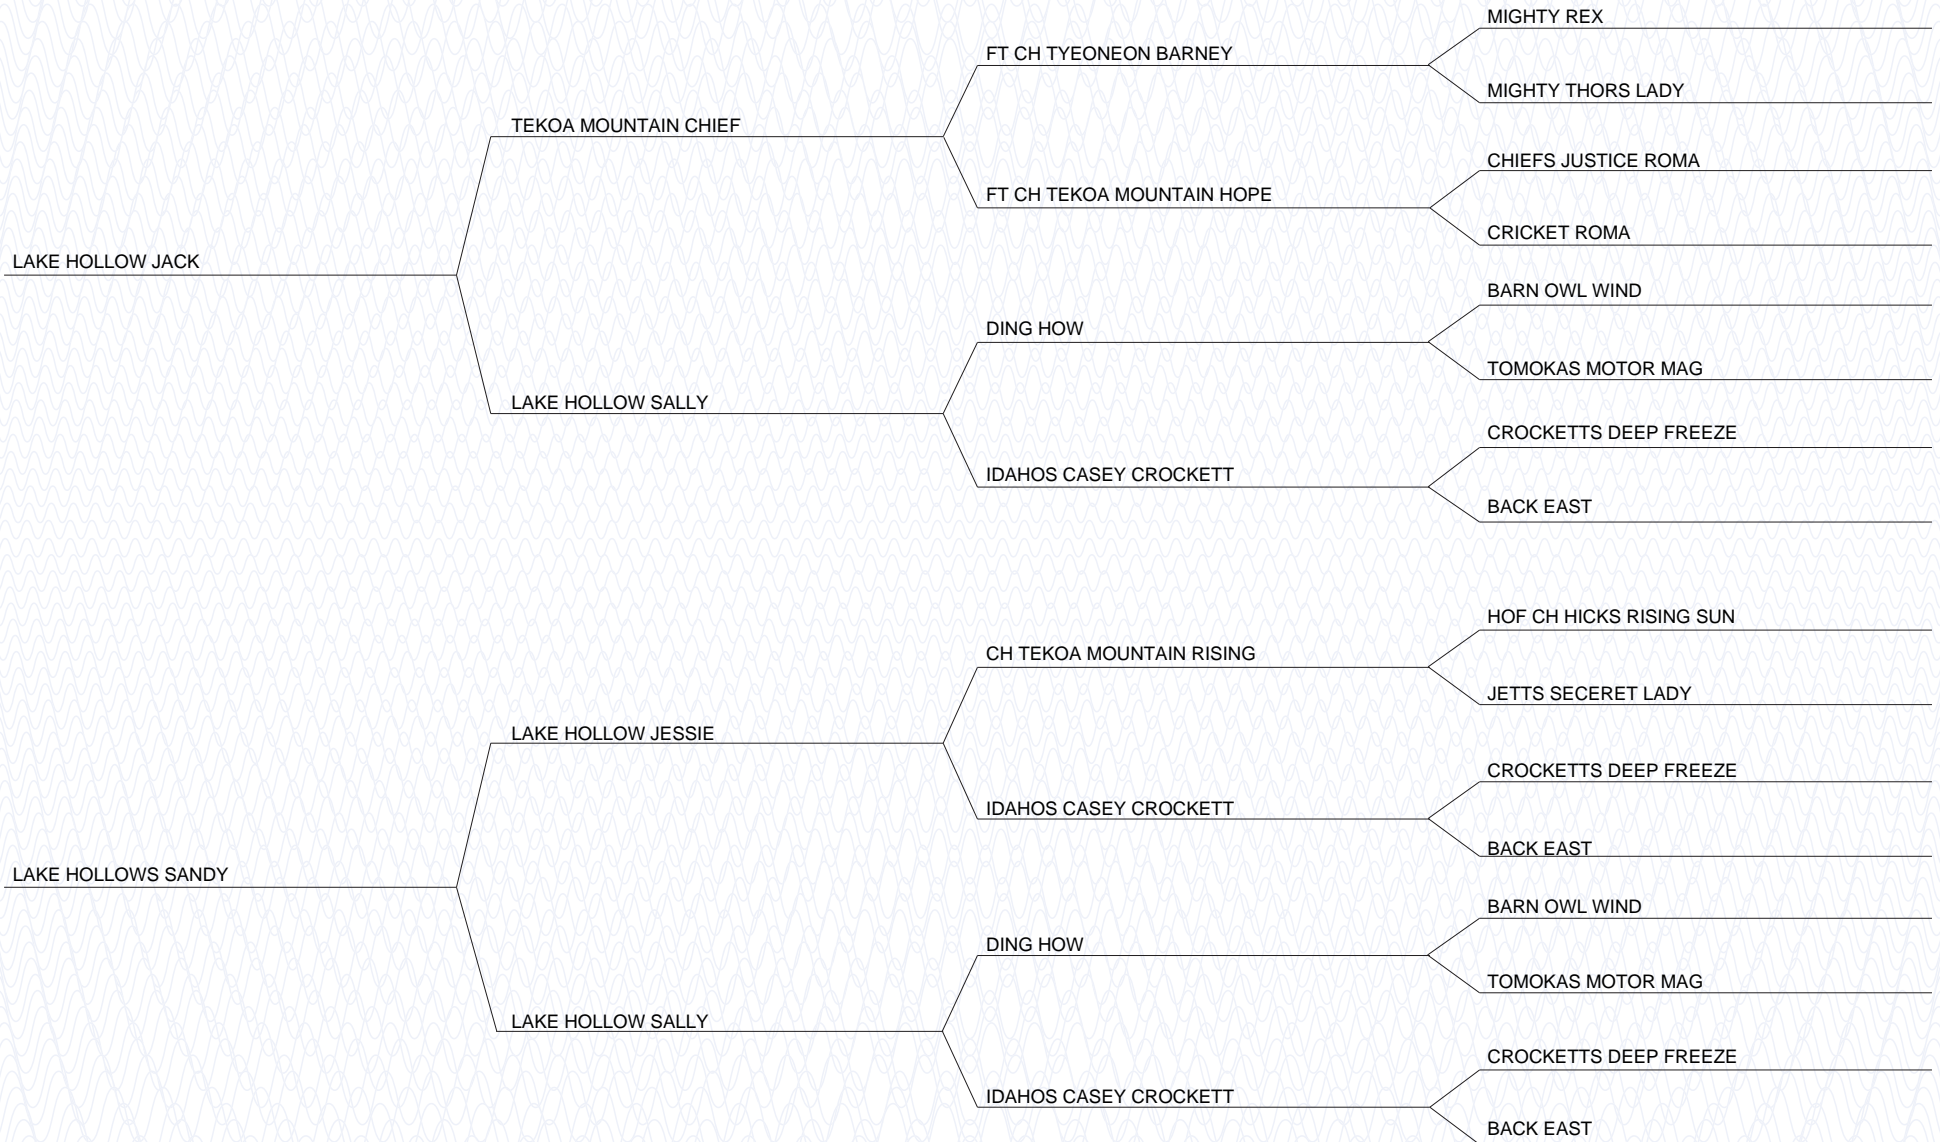 MIGHTY REX
FT CH TYEONEON BARNEY
MIGHTY THORS LADY
TEKOA MOUNTAIN CHIEF
CHIEFS JUSTICE ROMA
FT CH TEKOA MOUNTAIN HOPE
CRICKET ROMA
LAKE HOLLOW JACK
BARN OWL WIND
DING HOW
TOMOKAS MOTOR MAG
LAKE HOLLOW SALLY
CROCKETTS DEEP FREEZE
IDAHOS CASEY CROCKETT
BACK EAST
HOF CH HICKS RISING SUN
CH TEKOA MOUNTAIN RISING
JETTS SECERET LADY
LAKE HOLLOW JESSIE
CROCKETTS DEEP FREEZE
IDAHOS CASEY CROCKETT
BACK EAST
LAKE HOLLOWS SANDY
BARN OWL WIND
DING HOW
TOMOKAS MOTOR MAG
LAKE HOLLOW SALLY
CROCKETTS DEEP FREEZE
IDAHOS CASEY CROCKETT
BACK EAST